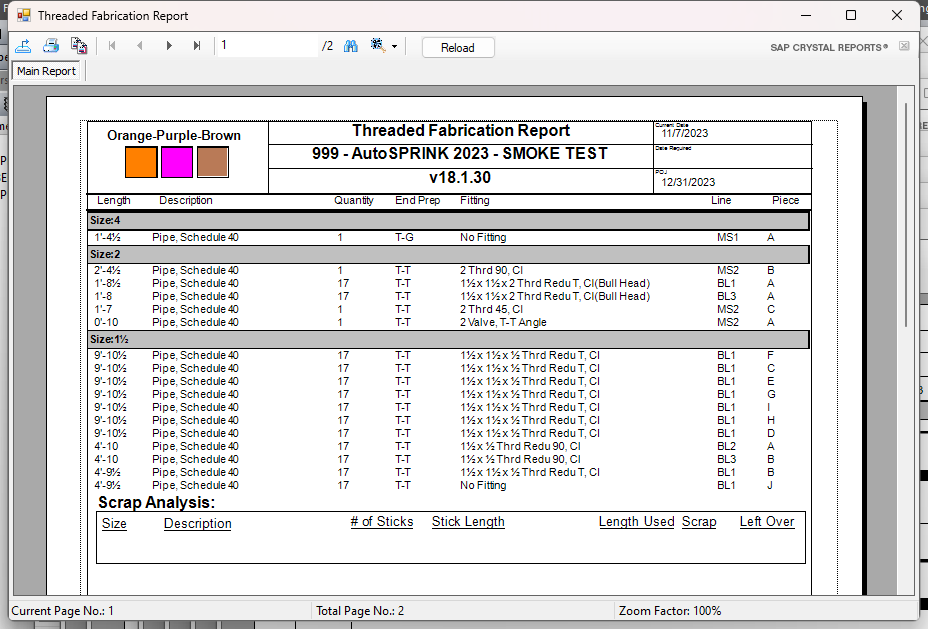 Threaded Fabrication Report
1 /2 Reload SAP CRYSTAL REPORTS®
Main Report
Orange-Purple-Brown
Threaded Fabrication Report
999 - AutoSPRINK 2023 - SMOKE TEST
v18.1.30
Current Date
11/7/2023
Date Required
POJ
12/31/2023
Length Description Quantity End Prep Fitting Line Piece
Size:4
1'-4½ Pipe, Schedule 40 1 T-G No Fitting MS1 A
Size:2
2'-4½ Pipe, Schedule 40 1 T-T 2 Thrd 90, CI MS2 B
1'-8½ Pipe, Schedule 40 17 T-T 1½ x 1½ x 2 Thrd Redu T, CI(Bull Head) BL1 A
1'-8 Pipe, Schedule 40 17 T-T 1½ x 1½ x 2 Thrd Redu T, CI(Bull Head) BL3 A
1'-7 Pipe, Schedule 40 1 T-T 2 Thrd 45, CI MS2 C
0'-10 Pipe, Schedule 40 1 T-T 2 Valve, T-T Angle MS2 A
Size:1½
9'-10½ Pipe, Schedule 40 17 T-T 1½ x 1½ x ½ Thrd Redu T, CI BL1 F
9'-10½ Pipe, Schedule 40 17 T-T 1½ x 1½ x ½ Thrd Redu T, CI BL1 C
9'-10½ Pipe, Schedule 40 17 T-T 1½ x 1½ x ½ Thrd Redu T, CI BL1 E
9'-10½ Pipe, Schedule 40 17 T-T 1½ x 1½ x ½ Thrd Redu T, CI BL1 G
9'-10½ Pipe, Schedule 40 17 T-T 1½ x 1½ x ½ Thrd Redu T, CI BL1 I
9'-10½ Pipe, Schedule 40 17 T-T 1½ x 1½ x ½ Thrd Redu T, CI BL1 H
9'-10½ Pipe, Schedule 40 17 T-T 1½ x 1½ x ½ Thrd Redu T, CI BL1 D
4'-10 Pipe, Schedule 40 17 T-T 1½ x ½ Thrd Redu 90, CI BL2 A
4'-10 Pipe, Schedule 40 17 T-T 1½ x ½ Thrd Redu 90, CI BL3 B
4'-9½ Pipe, Schedule 40 17 T-T 1½ x 1½ x ½ Thrd Redu T, CI BL1 B
4'-9½ Pipe, Schedule 40 17 T-T No Fitting BL1 J
Scrap Analysis:
Size Description # of Sticks Stick Length Length Used Scrap Left Over
Current Page No.: 1 Total Page No.: 2 Zoom Factor: 100%